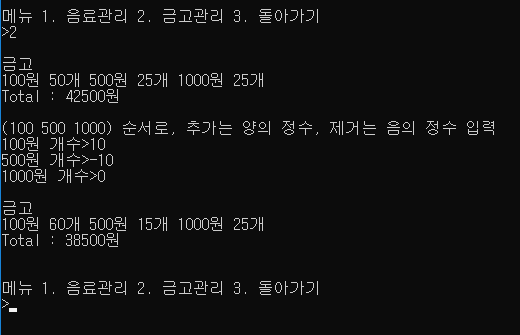 메뉴 1. 음료관리 2. 금고관리 3. 돌아가기
>2
금고
100원 50개 500원 25개 1000원 25개
Total : 42500원
(100 500 1000) 순서로, 추가는 양의 정수, 제거는 음의 정수 입력
100원 개수>10
500원 개수>-10
1000원 개수>0
금고
100원 60개 500원 15개 1000원 25개
Total : 38500원
메뉴 1. 음료관리 2. 금고관리 3. 돌아가기
>